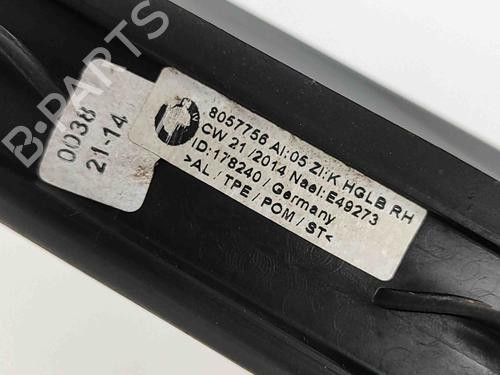 B-PARTS
0038
21-14
8057756 AI:05 ZI:K HGLB RH
CW 21 /2014 Nael:E49273
ID:178240 / Germany
>AL / TPE / POM / ST<